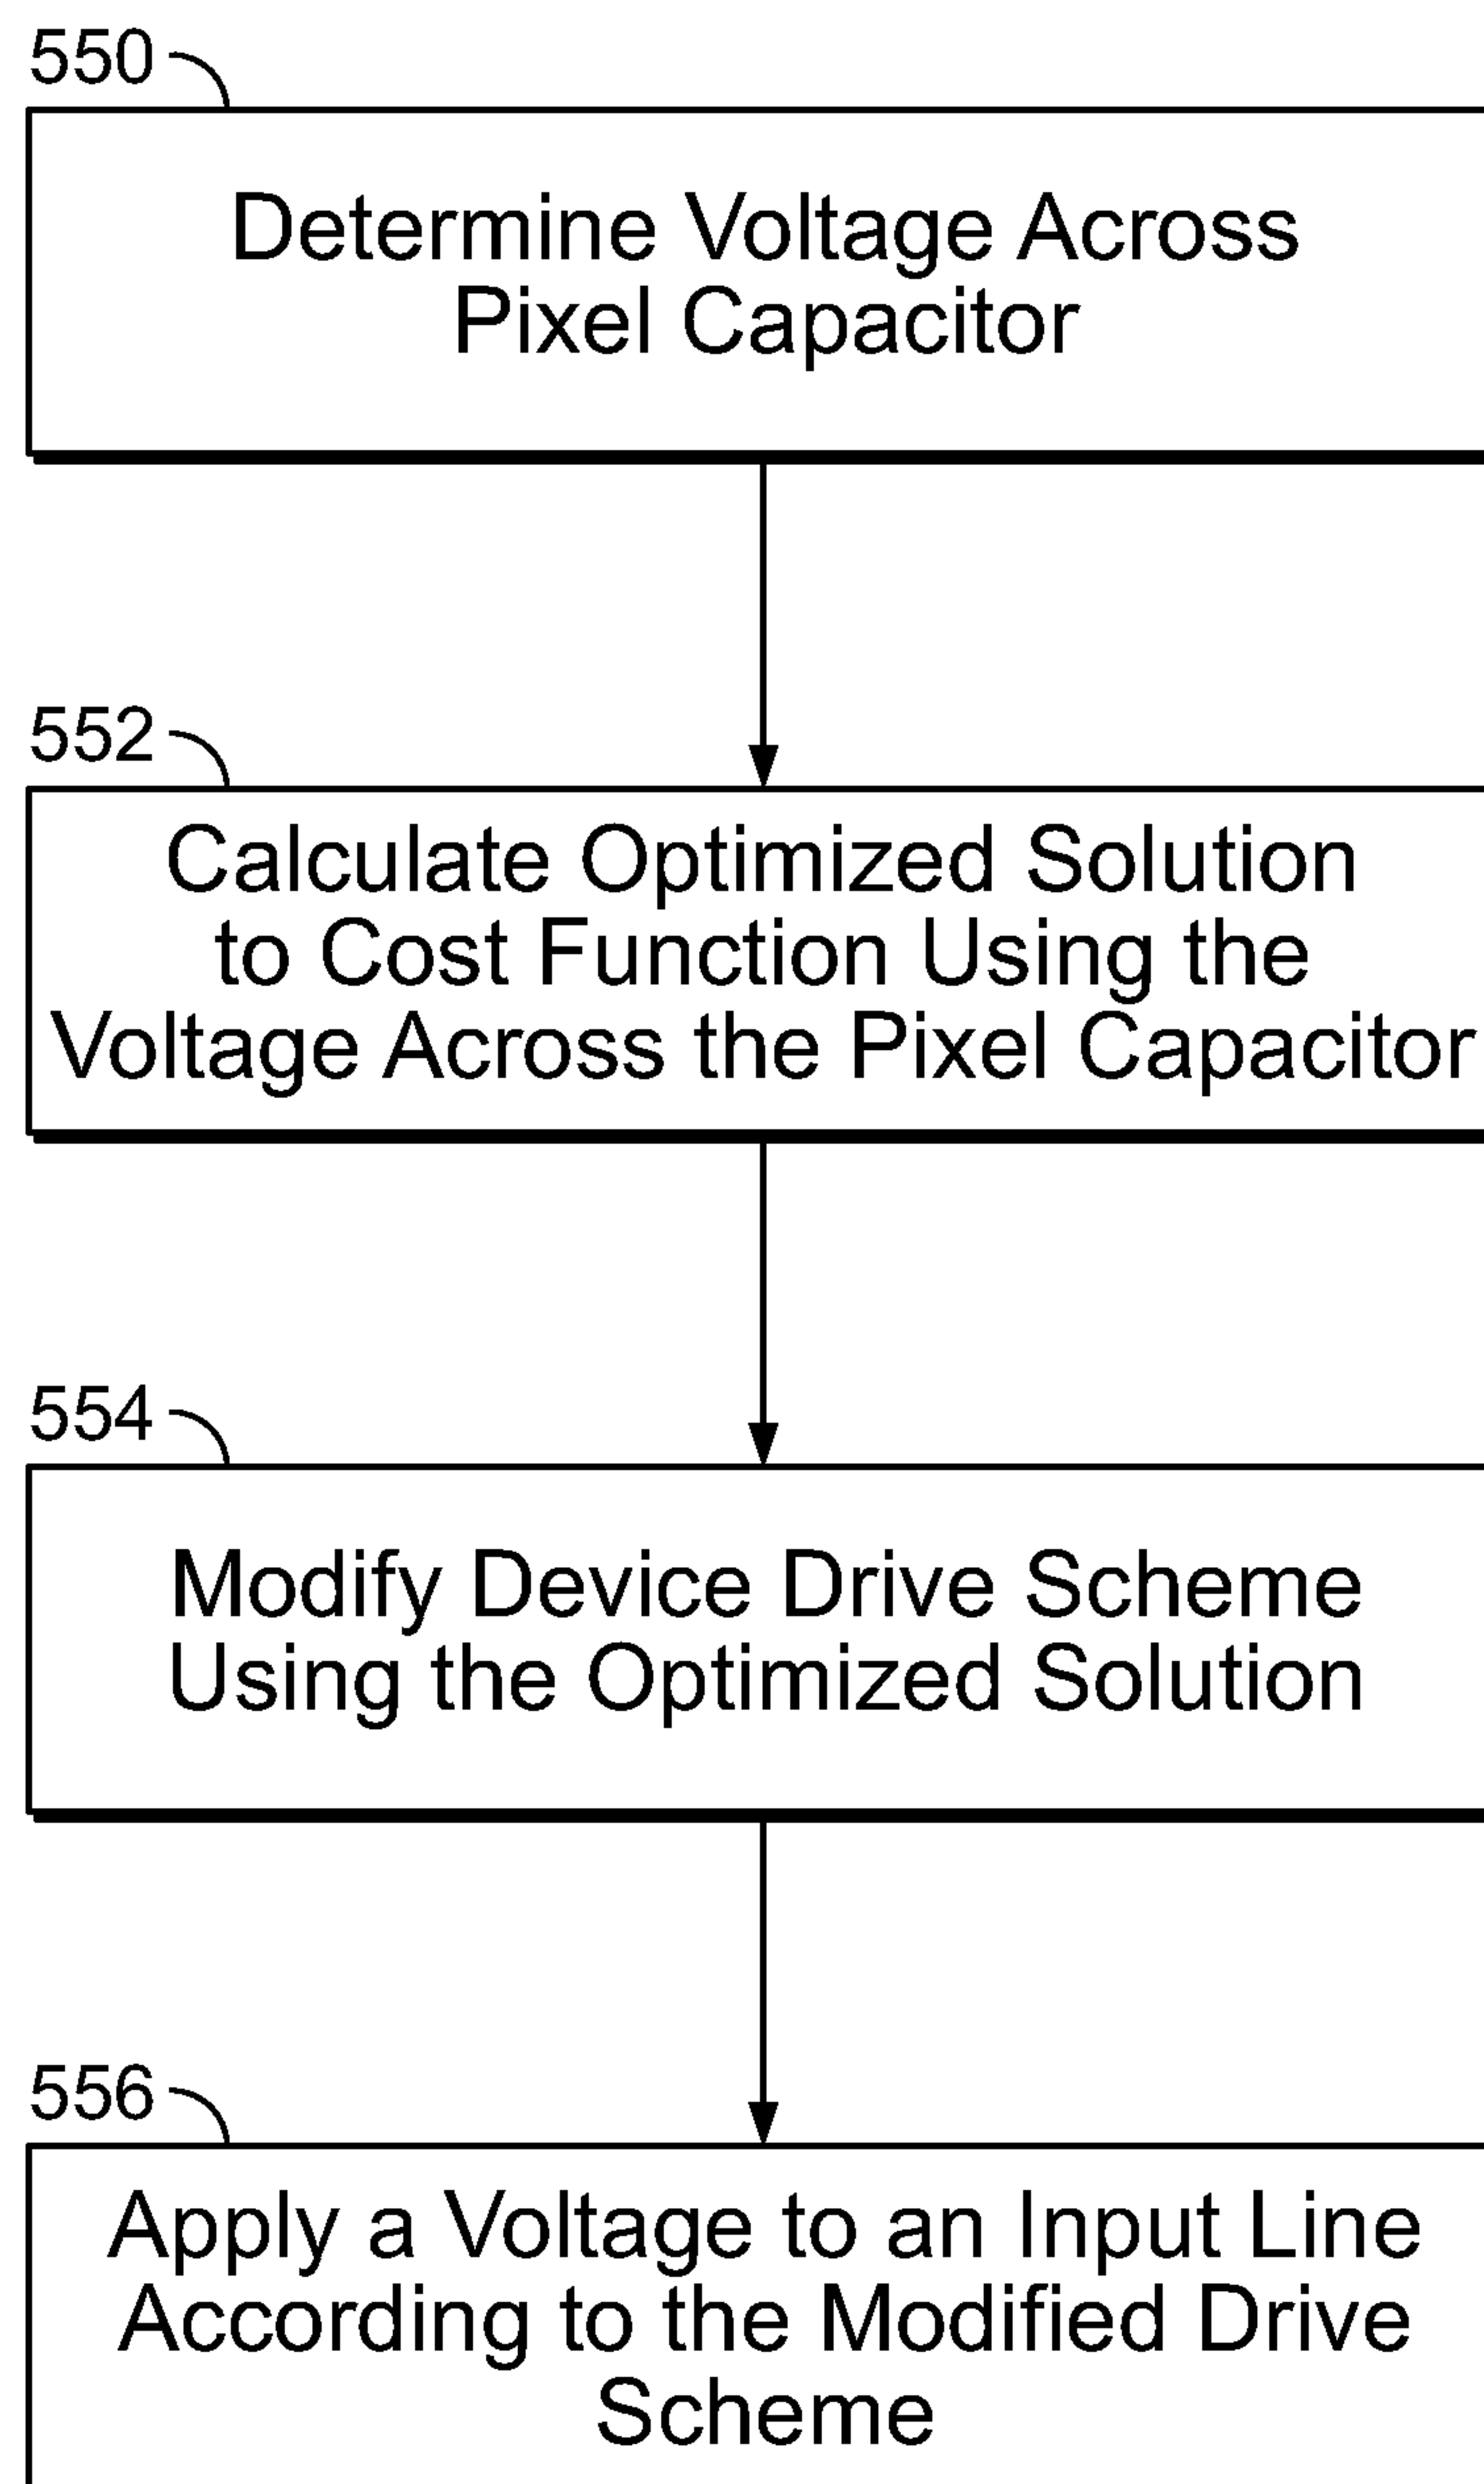 550
Determine Voltage Across
Pixel Capacitor
552
Calculate Optimized Solution
to Cost Function Using the
Voltage Across the Pixel Capacitor
554
Modify Device Drive Scheme
Using the Optimized Solution
556
Apply a Voltage to an Input Line
According to the Modified Drive
Scheme